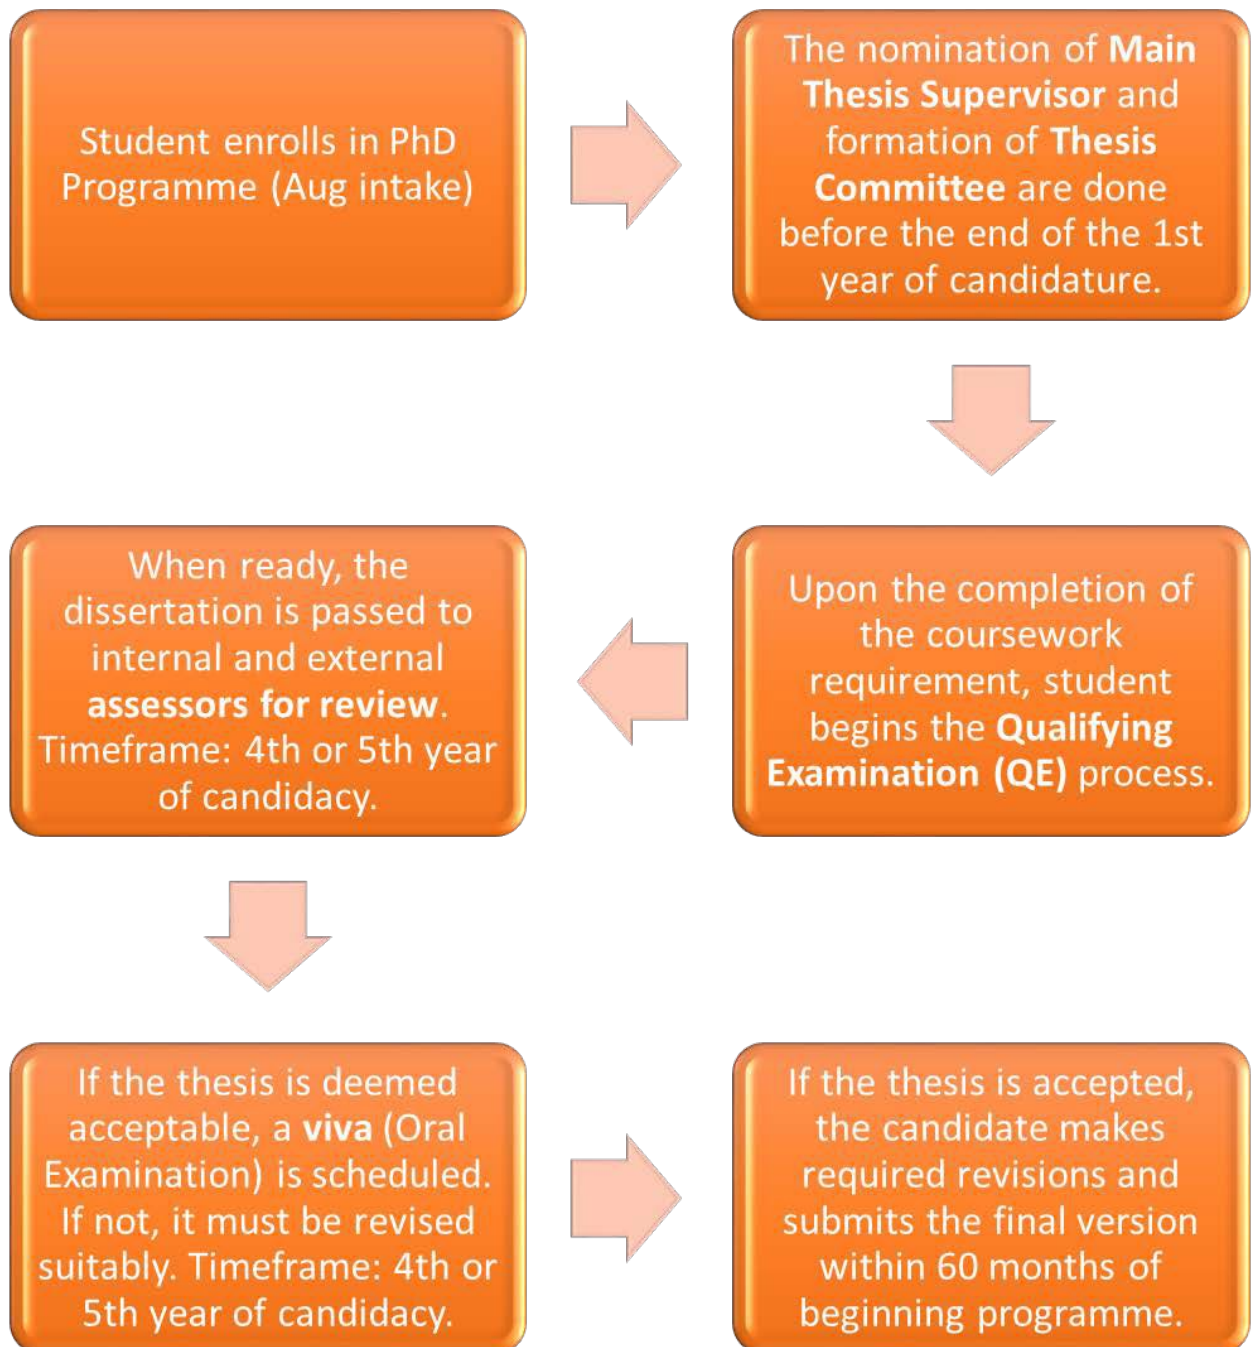 Student enrolls in PhD
Programme (Aug intake)
The nomination of Main
Thesis Supervisor and
formation of Thesis
Committee are done
before the end of the 1st
year of candidature.
Upon the completion of
the coursework
requirement, student
begins the Qualifying
Examination (QE) process.
When ready, the
dissertation is passed to
internal and external
assessors for review.
Timeframe: 4th or 5th year
of candidacy.
If the thesis is deemed
acceptable, a viva (Oral
Examination) is scheduled.
If not, it must be revised
suitably. Timeframe: 4th or
5th year of candidacy.
If the thesis is accepted,
the candidate makes
required revisions and
submits the final version
within 60 months of
beginning programme.